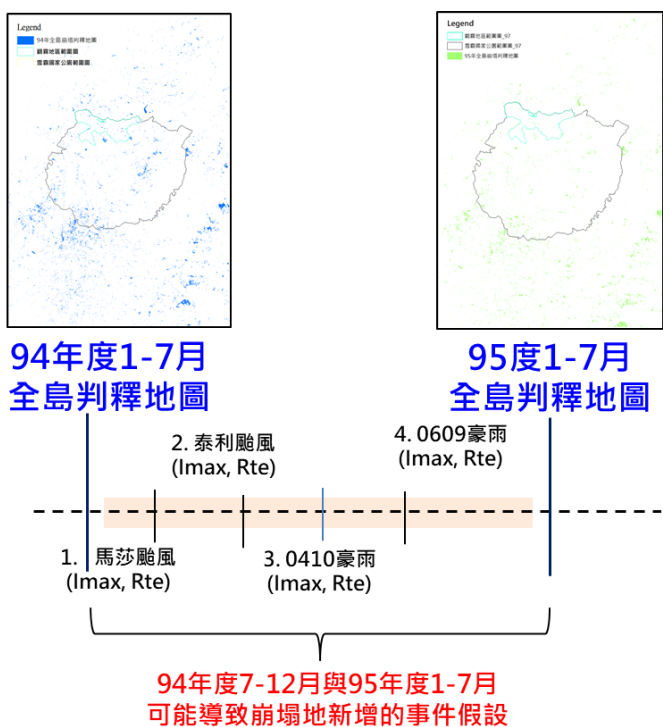 Legend
94年全島崩塌判釋地圖
觀霧地區範圍圖
雪霸國家公園範圍圖
Legend
觀霧地區範圍圖_97
雪霸國家公園範圍圖_97
95年全島崩塌判釋地圖
94年度1-7月
全島判釋地圖
95度1-7月
全島判釋地圖
2. 泰利颱風
(Imax, Rte)
4. 0609豪雨
(Imax, Rte)
1. 馬莎颱風
(Imax, Rte)
3. 0410豪雨
(Imax, Rte)
94年度7-12月與95年度1-7月
可能導致崩塌地新增的事件假設